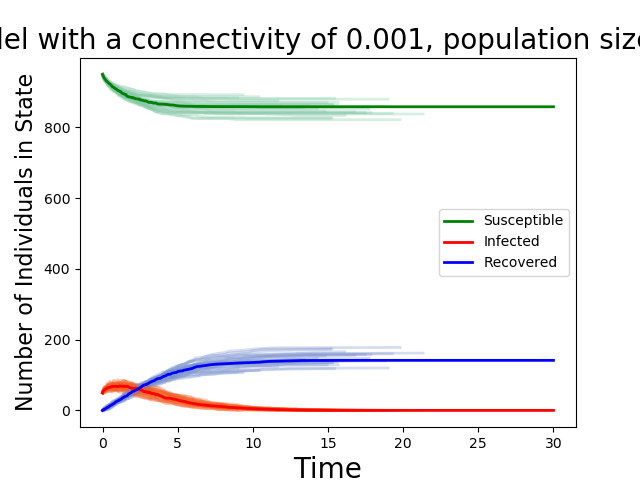 del with a connectivity of 0.001, population size
Number of Individuals in State
800
600
400
200
0
Susceptible
Infected
Recovered
0 5 10 15 20 25 30
Time